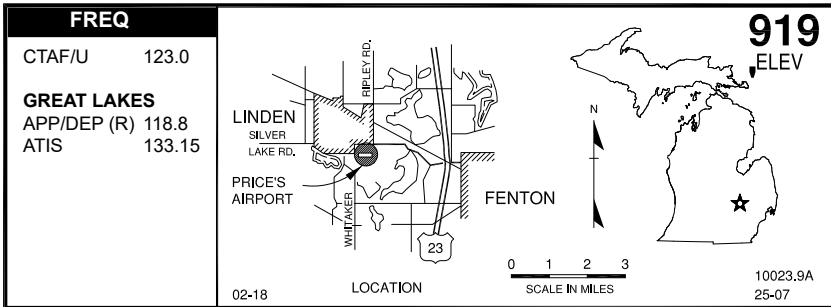 FREQ
CTAF/U 123.0
GREAT LAKES
APP/DEP (R) 118.8
ATIS 133.15
RIPLEY RD.
LINDEN
SILVER
LAKE RD.
PRICE'S
AIRPORT
WHITAKER
FENTON
23
02-18
LOCATION
N
0 1 2 3
SCALE IN MILES
919
ELEV
10023.9A
25-07